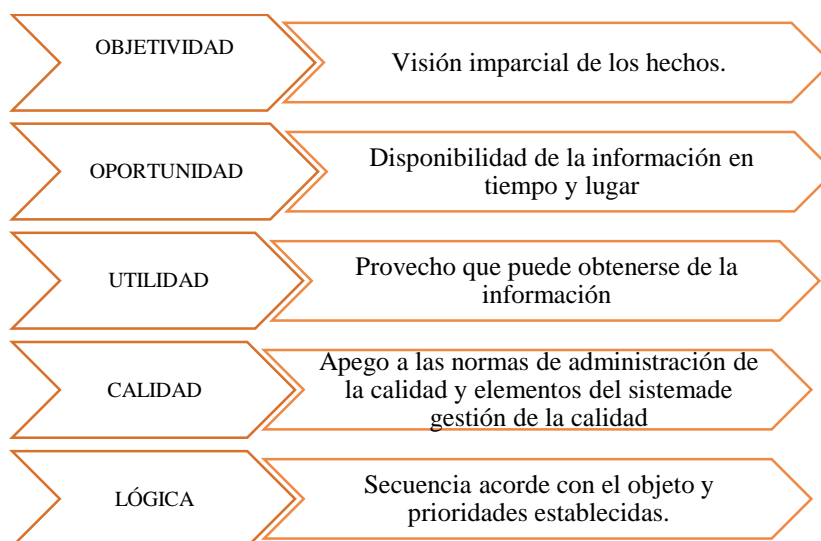 OBJETIVIDAD
Visión imparcial de los hechos.
OPORTUNIDAD
Disponibilidad de la información en
tiempo y lugar
UTILIDAD
Provecho que puede obtenerse de la
información
CALIDAD
Apego a las normas de administración de
la calidad y elementos del sistemade
gestión de la calidad
LÓGICA
Secuencia acorde con el objeto y
prioridades establecidas.